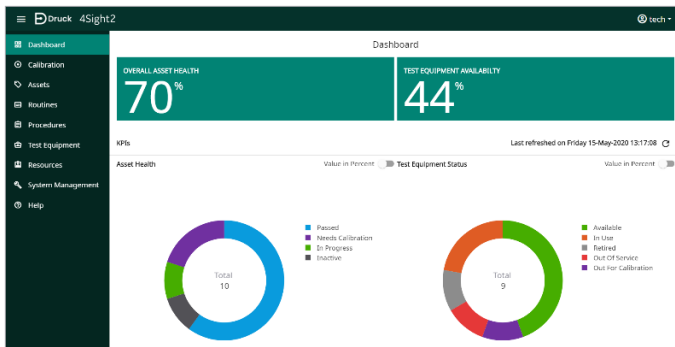 Druck 4Sight2
tech
Dashboard
Calibration
Assets
Routines
Procedures
Test Equipment
Resources
System Management
Help
Dashboard
OVERALL ASSET HEALTH
70%
TEST EQUIPMENT AVAILABILTY
44%
KPIs
Last refreshed on Friday 15-May-2020 13:17:08
Asset Health
Value in Percent
Test Equipment Status
Value in Percent
Total
10
Passed
Needs Calibration
In Progress
Inactive
Total
9
Available
In Use
Retired
Out Of Service
Out For Calibration